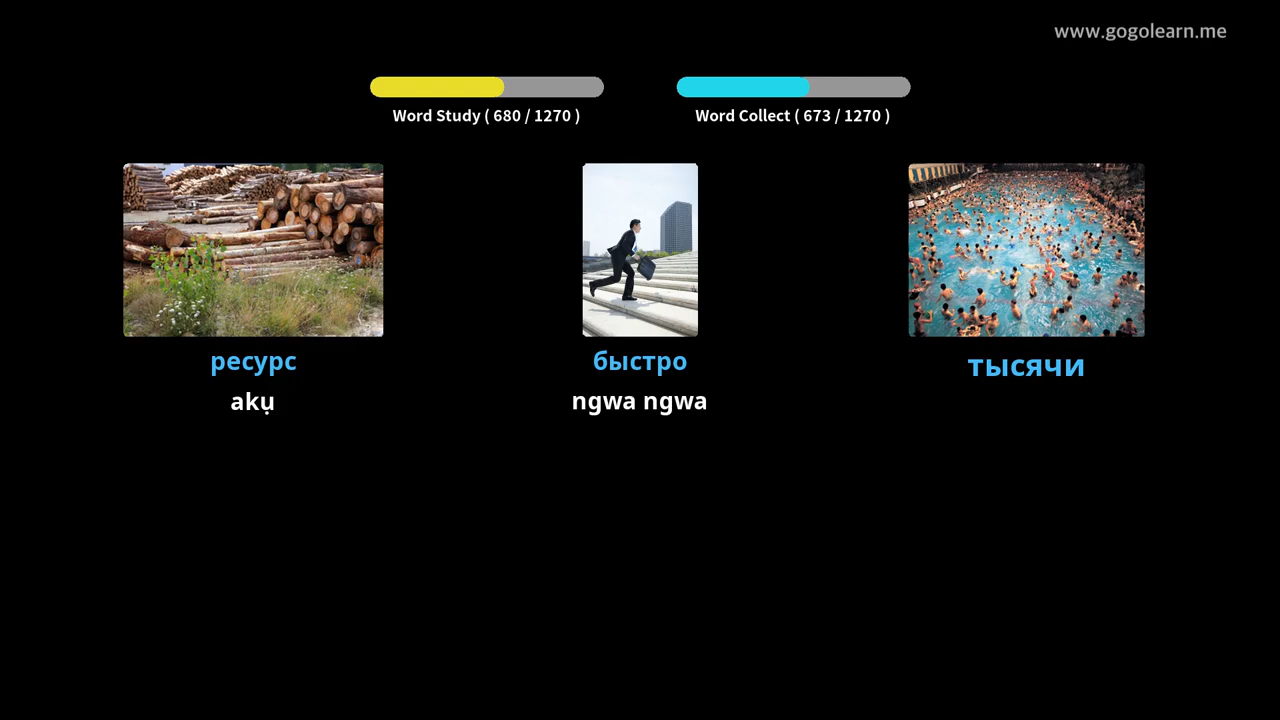 www.gogolearn.me
Word Study ( 680 / 1270 )
Word Collect ( 673 / 1270 )
ресурс
быстро
тысячи
akụ
ngwa ngwa